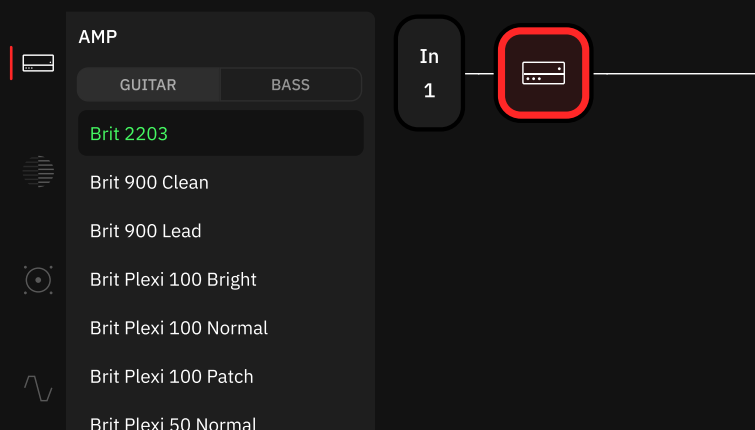 AMP
GUITAR BASS
Brit 2203
Brit 900 Clean
Brit 900 Lead
Brit Plexi 100 Bright
Brit Plexi 100 Normal
Brit Plexi 100 Patch
Brit Plexi 50 Normal
In
1